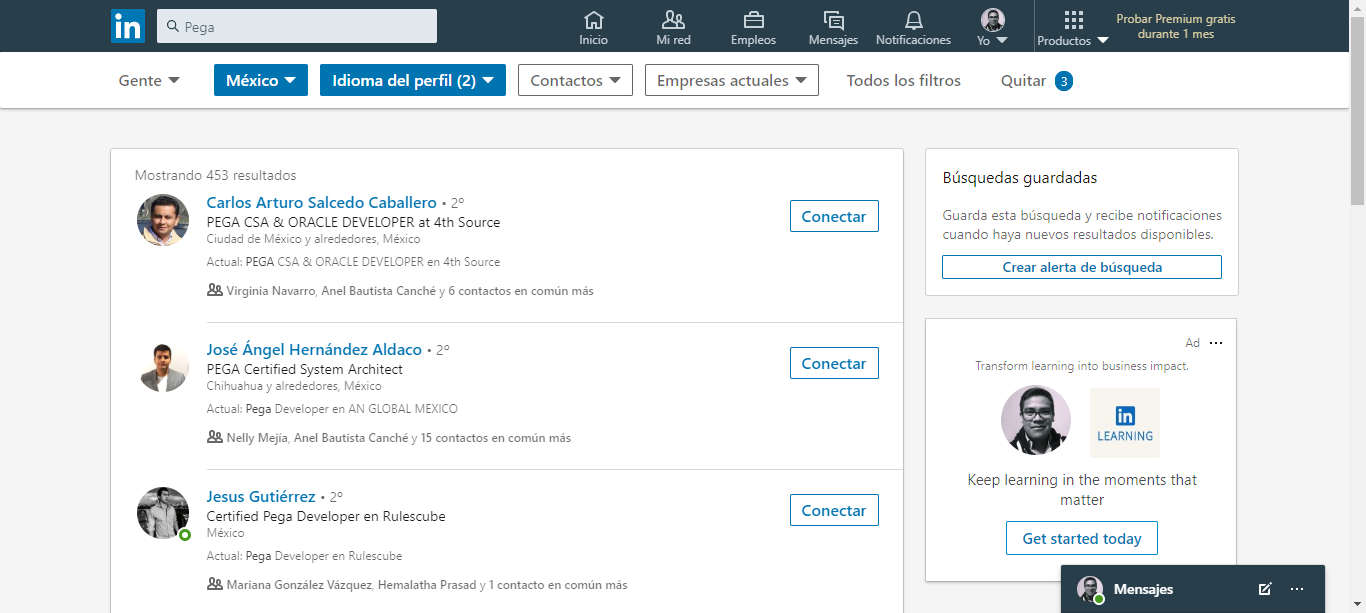 in
Pega
Inicio
Mi red
Empleos
Mensajes
Notificaciones
Yo
Productos
Probar Premium gratis
durante 1 mes
Gente
México
Idioma del perfil (2)
Contactos
Empresas actuales
Todos los filtros
Quitar 3
Mostrando 453 resultados
Carlos Arturo Salcedo Caballero • 2º
Conectar
PEGA CSA & ORACLE DEVELOPER at 4th Source
Ciudad de México y alrededores, México
Actual: PEGA CSA & ORACLE DEVELOPER en 4th Source
Virginia Navarro, Anel Bautista Canché y 6 contactos en común más
José Ángel Hernández Aldaco • 2º
Conectar
PEGA Certified System Architect
Chihuahua y alrededores, México
Actual: Pega Developer en AN GLOBAL MEXICO
Nelly Mejía, Anel Bautista Canché y 15 contactos en común más
Jesus Gutiérrez • 2º
Conectar
Certified Pega Developer en Rulescube
México
Actual: Pega Developer en Rulescube
Mariana González Vázquez, Hemalatha Prasad y 1 contacto en común más
Búsquedas guardadas
Guarda esta búsqueda y recibe notificaciones
cuando haya nuevos resultados disponibles.
Crear alerta de búsqueda
Ad ...
Transform learning into business impact.
in
LEARNING
Keep learning in the moments that
matter
Get started today
Mensajes ...